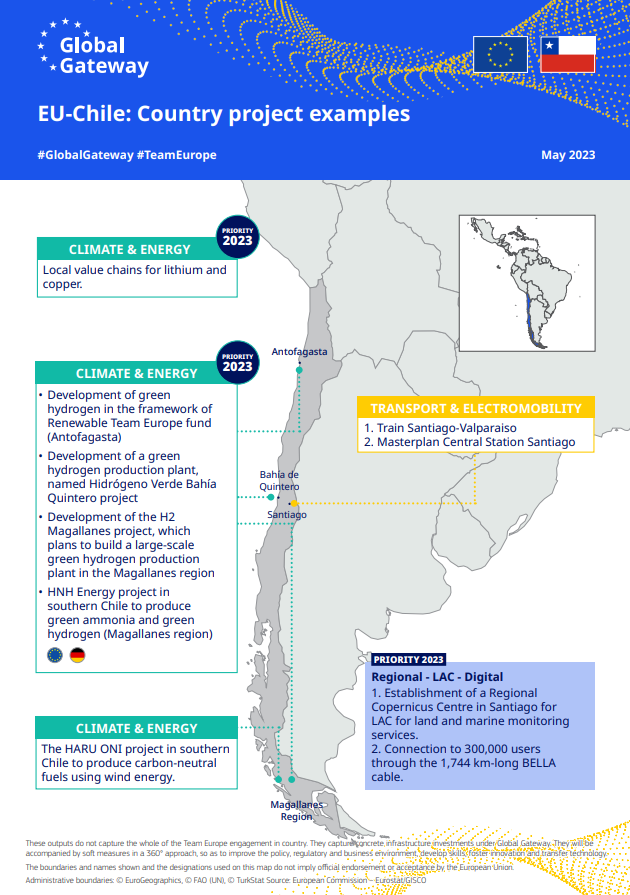 Global
Gateway
EU-Chile: Country project examples
#GlobalGateway #TeamEurope
May 2023
PRIORITY
2023
CLIMATE & ENERGY
Local value chains for lithium and
copper.
PRIORITY
2023
CLIMATE & ENERGY
• Development of green
hydrogen in the framework of
Renewable Team Europe fund
(Antofagasta)
• Development of a green
hydrogen production plant,
named Hidrógeno Verde Bahía
Quintero project
• Development of the H2
Magallanes project, which
plans to build a large-scale
green hydrogen production
plant in the Magallanes region
• HNH Energy project in
southern Chile to produce
green ammonia and green
hydrogen (Magallanes region)
Antofagasta
TRANSPORT & ELECTROMOBILITY
1. Train Santiago-Valparaiso
2. Masterplan Central Station Santiago
Bahía de
Quintero
Santiago
PRIORITY 2023
Regional - LAC - Digital
1. Establishment of a Regional
Copernicus Centre in Santiago for
LAC for land and marine monitoring
services.
2. Connection to 300,000 users
through the 1,744 km-long BELLA
cable.
CLIMATE & ENERGY
The HARU ONI project in southern
Chile to produce carbon-neutral
fuels using wind energy.
Magallanes
Region
These outputs do not capture the whole of the Team Europe engagement in country. They capture concrete infrastructure investments under Global Gateway. They will be
accompanied by soft measures in a 360° approach, so as to improve the policy, regulatory and business environment, develop skills, foster innovation and transfer technology.
The boundaries and names shown and the designations used on this map do not imply official endorsement or acceptance by the European Union.
Administrative boundaries: © EuroGeographics, © FAO (UN), © TurkStat Source: European Commission – Eurostat/GISCO